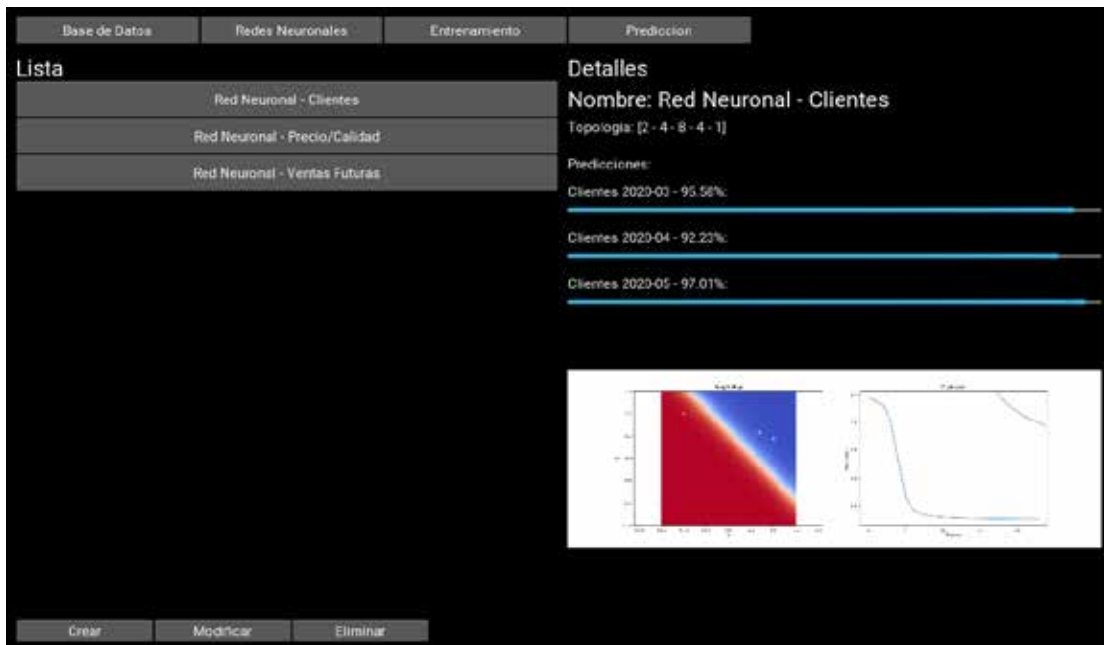 Base de Datos
Redes Neuronales
Entrenamiento
Prediccion
Lista
Red Neuronal - Clientes
Red Neuronal - Precio/Calidad
Red Neuronal - Ventas Futuras
Detalles
Nombre: Red Neuronal - Clientes
Topologia: [2 - 4 - 8 - 4 - 1]
Predicciones:
Clientes 2020-03 - 95.58%:
Clientes 2020-04 - 92.23%:
Clientes 2020-05 - 97.01%:
Crear
Modificar
Eliminar